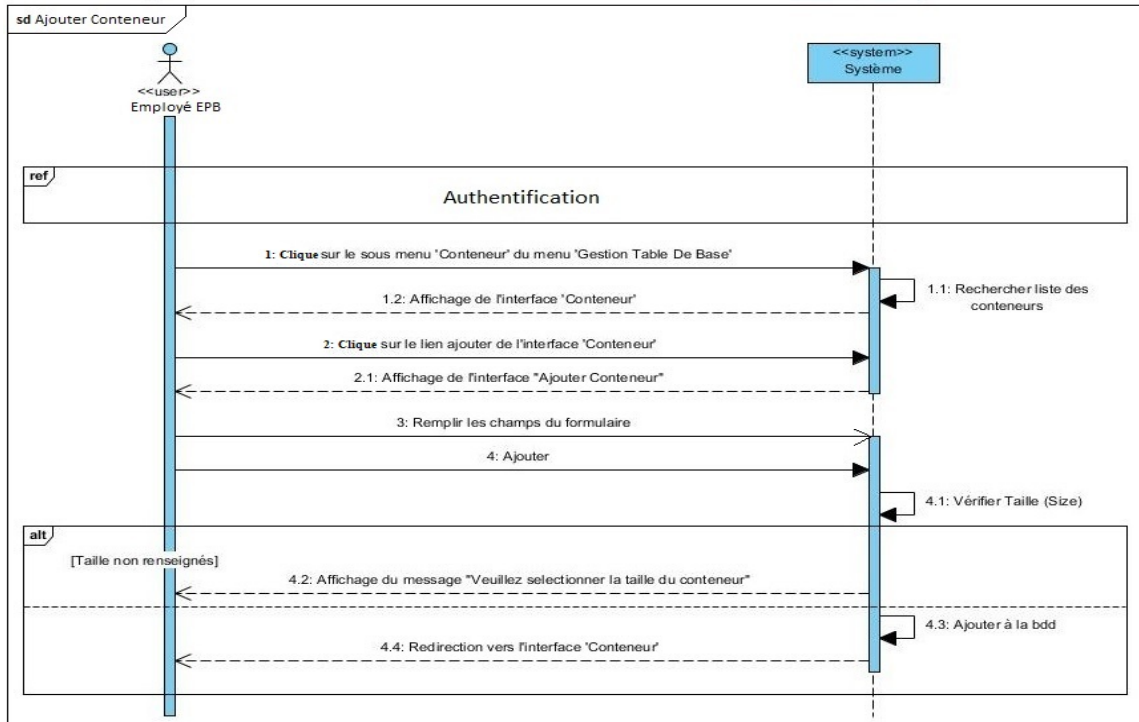 sd Ajouter Conteneur
<<user>>
Employé EPB
<<system>>
Système
ref
Authentification
1: Clique sur le sous menu 'Conteneur' du menu 'Gestion Table De Base'
1.1: Rechercher liste des
conteneurs
1.2: Affichage de l'interface 'Conteneur'
2: Clique sur le lien ajouter de l'interface 'Conteneur'
2.1: Affichage de l'interface "Ajouter Conteneur"
3: Remplir les champs du formulaire
4: Ajouter
4.1: Vérifier Taille (Size)
alt
[Taille non renseignés]
4.2: Affichage du message "Veuillez selectionner la taille du conteneur"
4.3: Ajouter à la bdd
4.4: Redirection vers l'interface 'Conteneur'